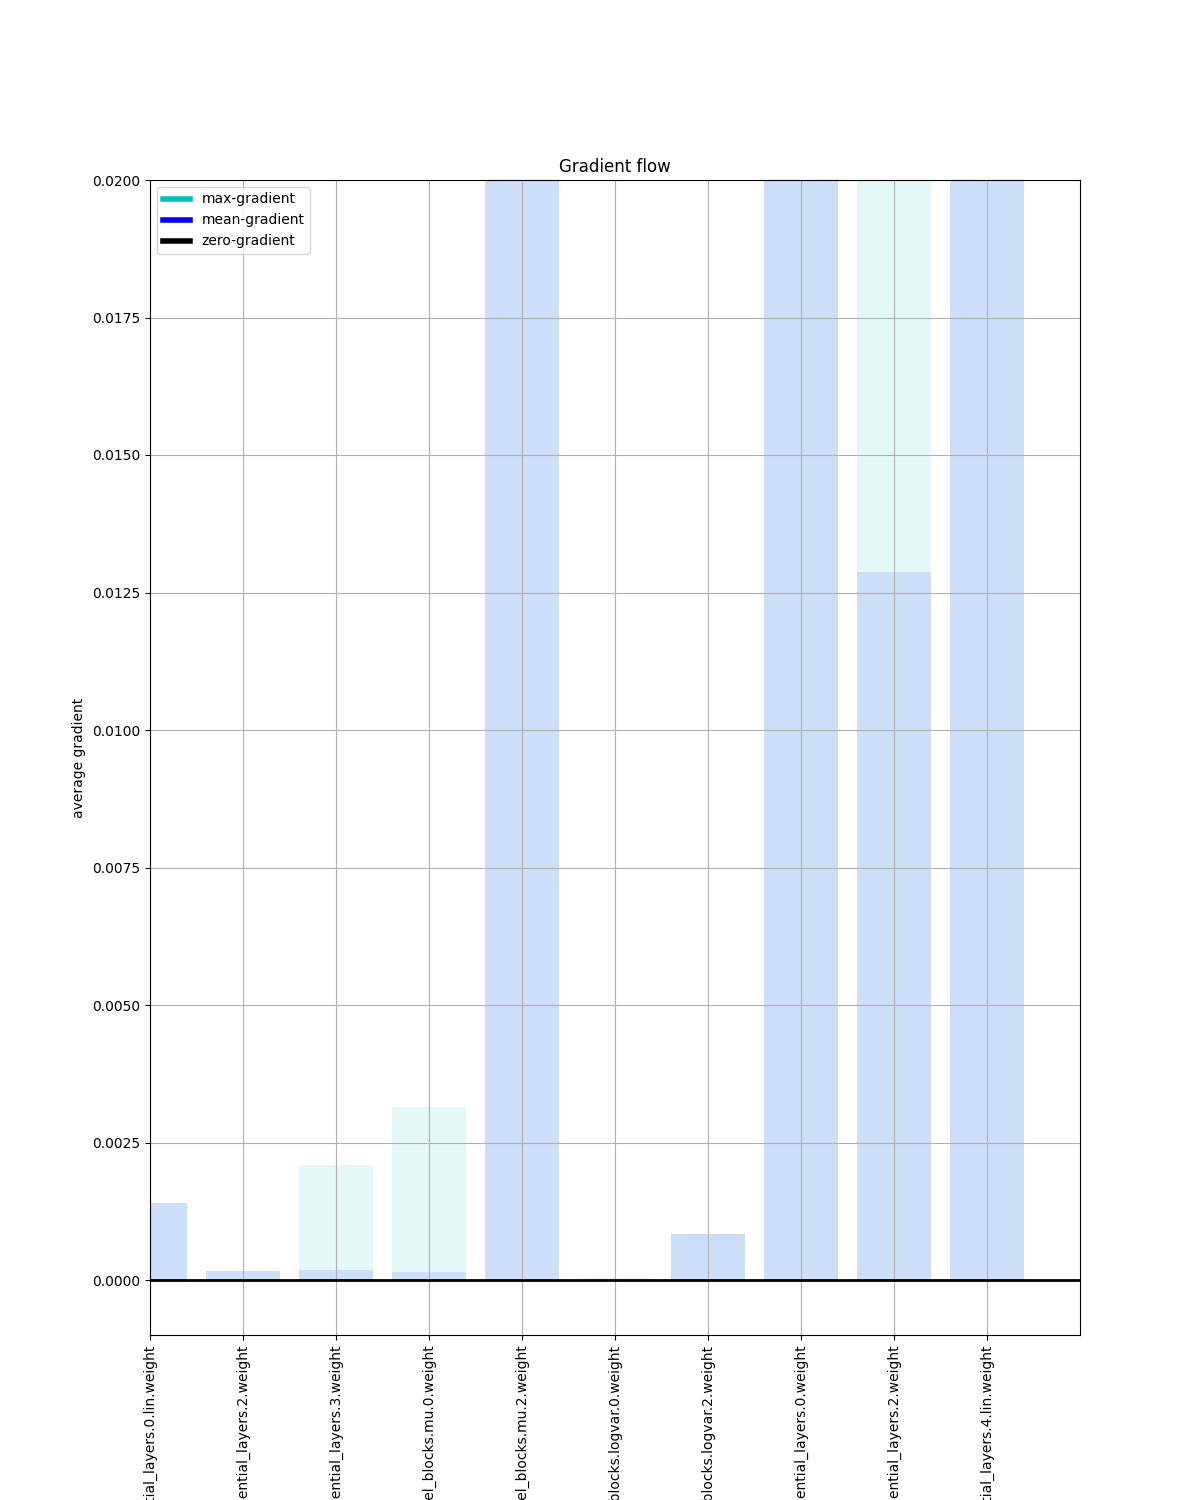 Gradient flow
max-gradient
mean-gradient
zero-gradient
0.0200
0.0175
0.0150
0.0125
0.0100
0.0075
0.0050
0.0025
0.0000
average gradient
tial_layers.0.lin.weight
ential_layers.2.weight
ential_layers.3.weight
el_blocks.mu.0.weight
el_blocks.mu.2.weight
blocks.logvar.0.weight
blocks.logvar.2.weight
ential_layers.0.weight
ential_layers.2.weight
tial_layers.4.lin.weight